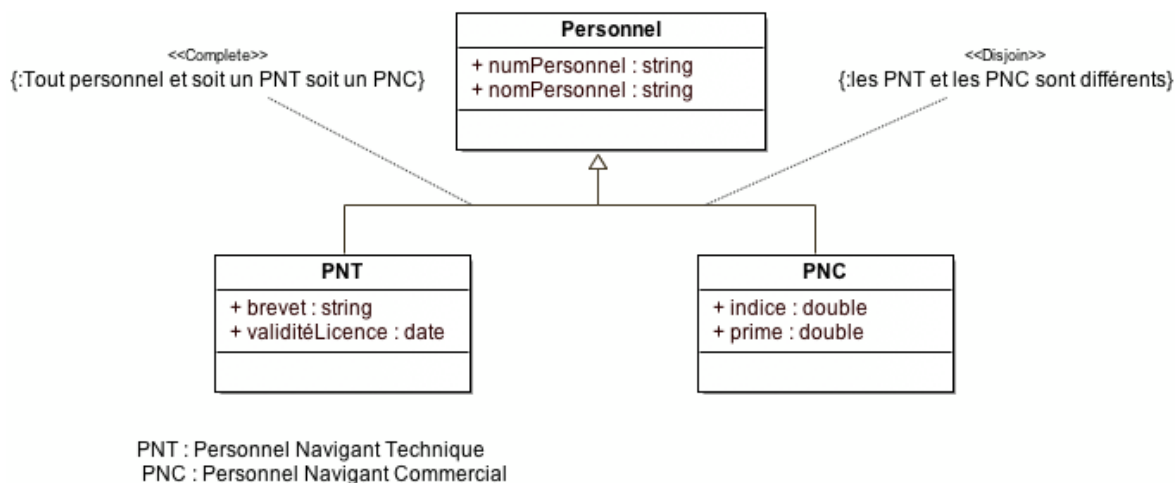 Personnel
<<Complete>>
{:Tout personnel et soit un PNT soit un PNC}
+ numPersonnel : string
+ nomPersonnel : string
<<Disjoin>>
{:les PNT et les PNC sont différents}
PNT
+ brevet : string
+ validitéLicence : date
PNC
+ indice : double
+ prime : double
PNT : Personnel Navigant Technique
PNC : Personnel Navigant Commercial